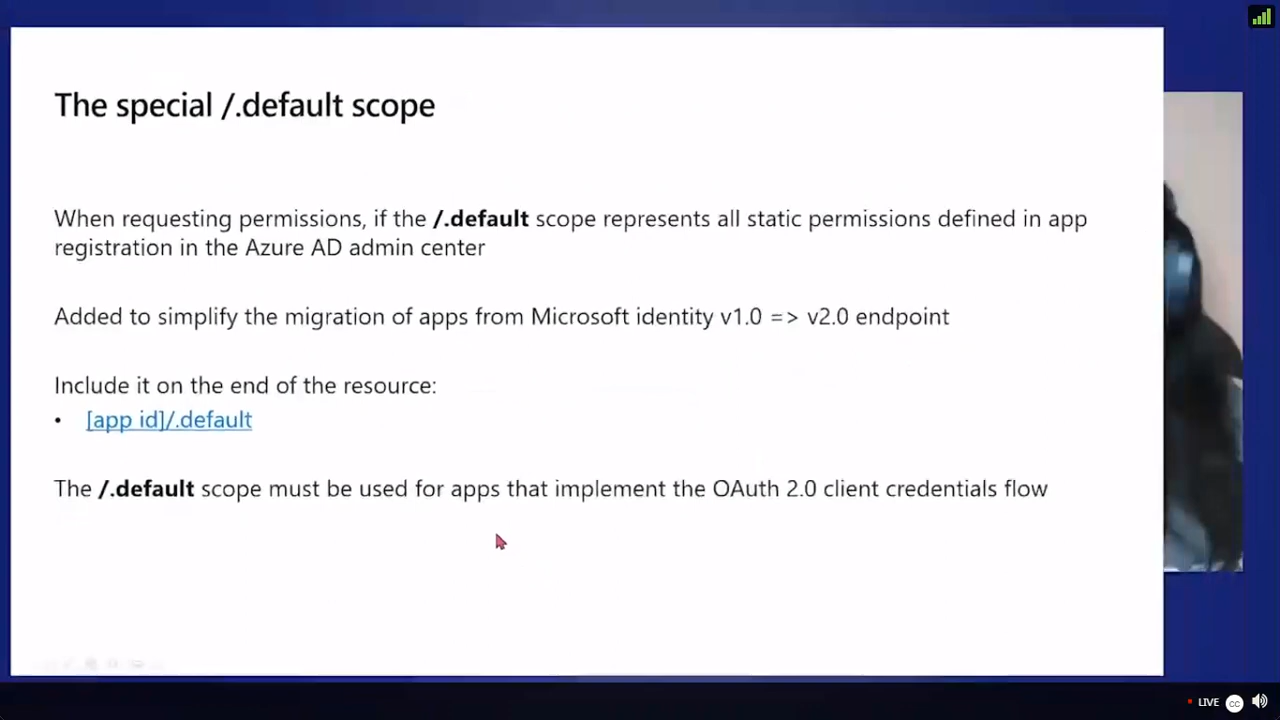 The special /.default scope
When requesting permissions, if the /.default scope represents all static permissions defined in app
registration in the Azure AD admin center
Added to simplify the migration of apps from Microsoft identity v1.0 => v2.0 endpoint
Include it on the end of the resource:
• [app id]/.default
The /.default scope must be used for apps that implement the OAuth 2.0 client credentials flow
LIVE CC